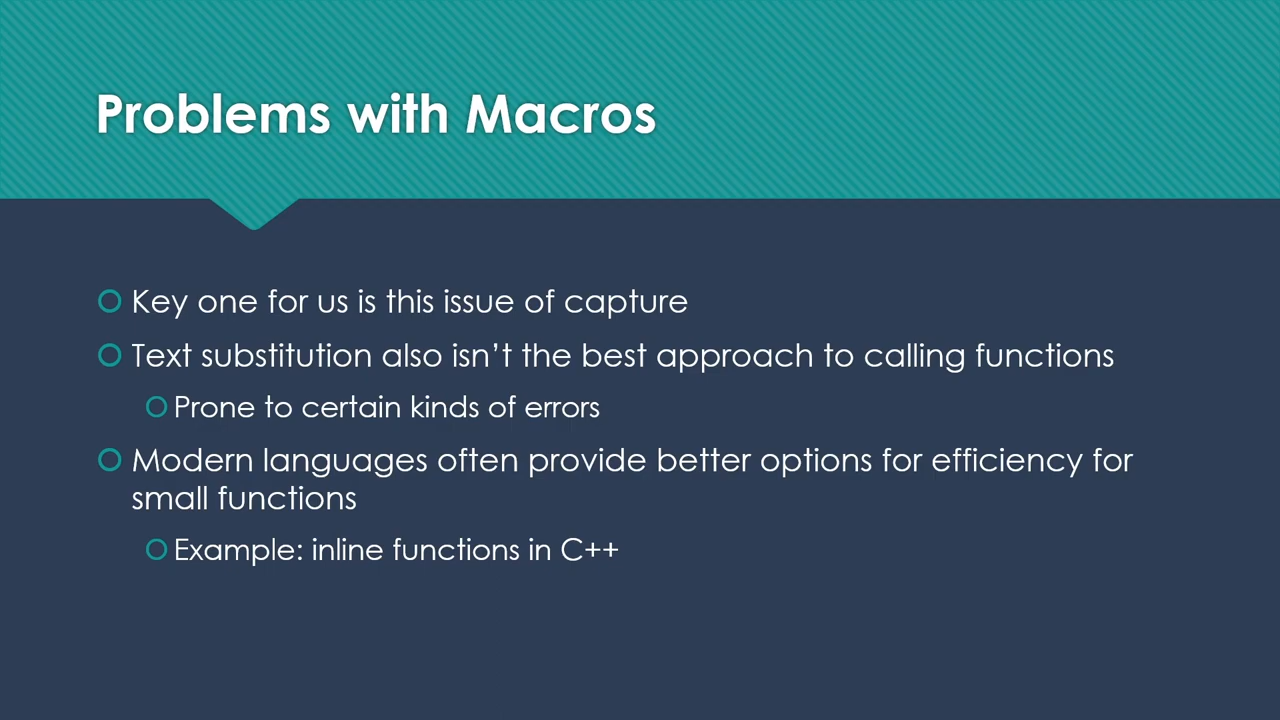 Problems with Macros
Key one for us is this issue of capture
Text substitution also isn’t the best approach to calling functions
Prone to certain kinds of errors
Modern languages often provide better options for efficiency for
small functions
Example: inline functions in C++